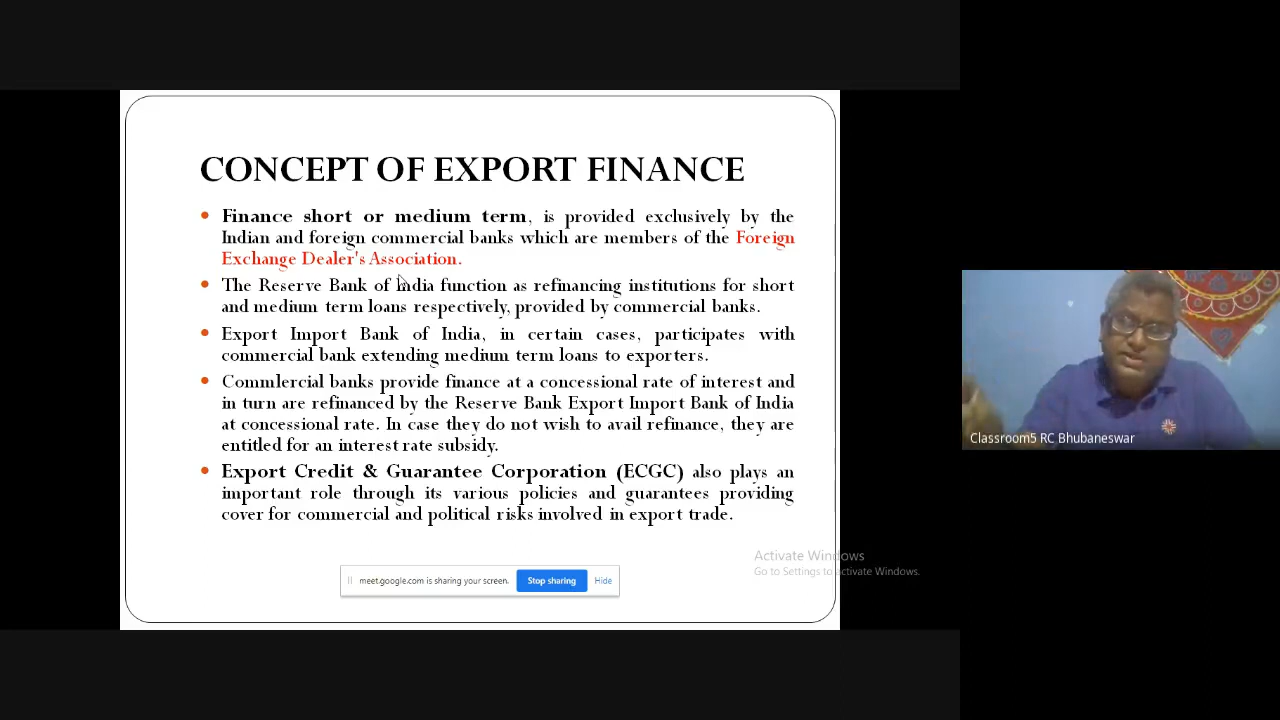 CONCEPT OF EXPORT FINANCE
• Finance short or medium term, is provided exclusively by the
Indian and foreign commercial banks which are members of the Foreign
Exchange Dealer's Association.
• The Reserve Bank of India function as refinancing institutions for short
and medium term loans respectively, provided by commercial banks.
• Export Import Bank of India, in certain cases, participates with
commercial bank extending medium term loans to exporters.
• Commlercial banks provide finance at a concessional rate of interest and
in turn are refinanced by the Reserve Bank Export Import Bank of India
at concessional rate. In case they do not wish to avail refinance, they are
entitled for an interest rate subsidy.
• Export Credit & Guarantee Corporation (ECGC) also plays an
important role through its various policies and guarantees providing
cover for commercial and political risks involved in export trade.
meet.google.com is sharing your screen. Stop sharing Hide
Activate Windows
Go to Settings to activate Windows.
Classroom5 RC Bhubaneswar